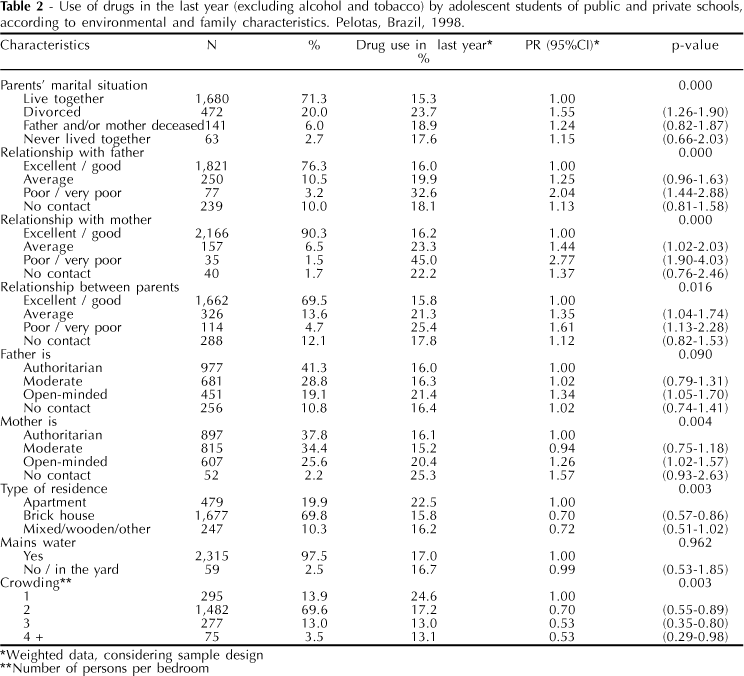 Table 2 - Use of drugs in the last year (excluding alcohol and tobacco) by adolescent students of public and private schools,
according to environmental and family characteristics. Pelotas, Brazil, 1998.
Characteristics N % Drug use in last year* PR (95%CI)* p-value
%
Parents' marital situation 0.000
Live together 1,680 71.3 15.3 1.00
Divorced 472 20.0 23.7 1.55 (1.26-1.90)
Father and/or mother deceased141 6.0 18.9 1.24 (0.82-1.87)
Never lived together 63 2.7 17.6 1.15 (0.66-2.03)
Relationship with father 0.000
Excellent / good 1,821 76.3 16.0 1.00
Average 250 10.5 19.9 1.25 (0.96-1.63)
Poor / very poor 77 3.2 32.6 2.04 (1.44-2.88)
No contact 239 10.0 18.1 1.13 (0.81-1.58)
Relationship with mother 0.000
Excellent / good 2,166 90.3 16.2 1.00
Average 157 6.5 23.3 1.44 (1.02-2.03)
Poor / very poor 35 1.5 45.0 2.77 (1.90-4.03)
No contact 40 1.7 22.2 1.37 (0.76-2.46)
Relationship between parents 0.016
Excellent / good 1,662 69.5 15.8 1.00
Average 326 13.6 21.3 1.35 (1.04-1.74)
Poor / very poor 114 4.7 25.4 1.61 (1.13-2.28)
No contact 288 12.1 17.8 1.12 (0.82-1.53)
Father is 0.090
Authoritarian 977 41.3 16.0 1.00
Moderate 681 28.8 16.3 1.02 (0.79-1.31)
Open-minded 451 19.1 21.4 1.34 (1.05-1.70)
No contact 256 10.8 16.4 1.02 (0.74-1.41)
Mother is 0.004
Authoritarian 897 37.8 16.1 1.00
Moderate 815 34.4 15.2 0.94 (0.75-1.18)
Open-minded 607 25.6 20.4 1.26 (1.02-1.57)
No contact 52 2.2 25.3 1.57 (0.93-2.63)
Type of residence 0.003
Apartment 479 19.9 22.5 1.00
Brick house 1,677 69.8 15.8 0.70 (0.57-0.86)
Mixed/wooden/other 247 10.3 16.2 0.72 (0.51-1.02)
Mains water 0.962
Yes 2,315 97.5 17.0 1.00
No / in the yard 59 2.5 16.7 0.99 (0.53-1.85)
Crowding** 0.003
1 295 13.9 24.6 1.00
2 1,482 69.6 17.2 0.70 (0.55-0.89)
3 277 13.0 13.0 0.53 (0.35-0.80)
4 + 75 3.5 13.1 0.53 (0.29-0.98)
*Weighted data, considering sample design
**Number of persons per bedroom